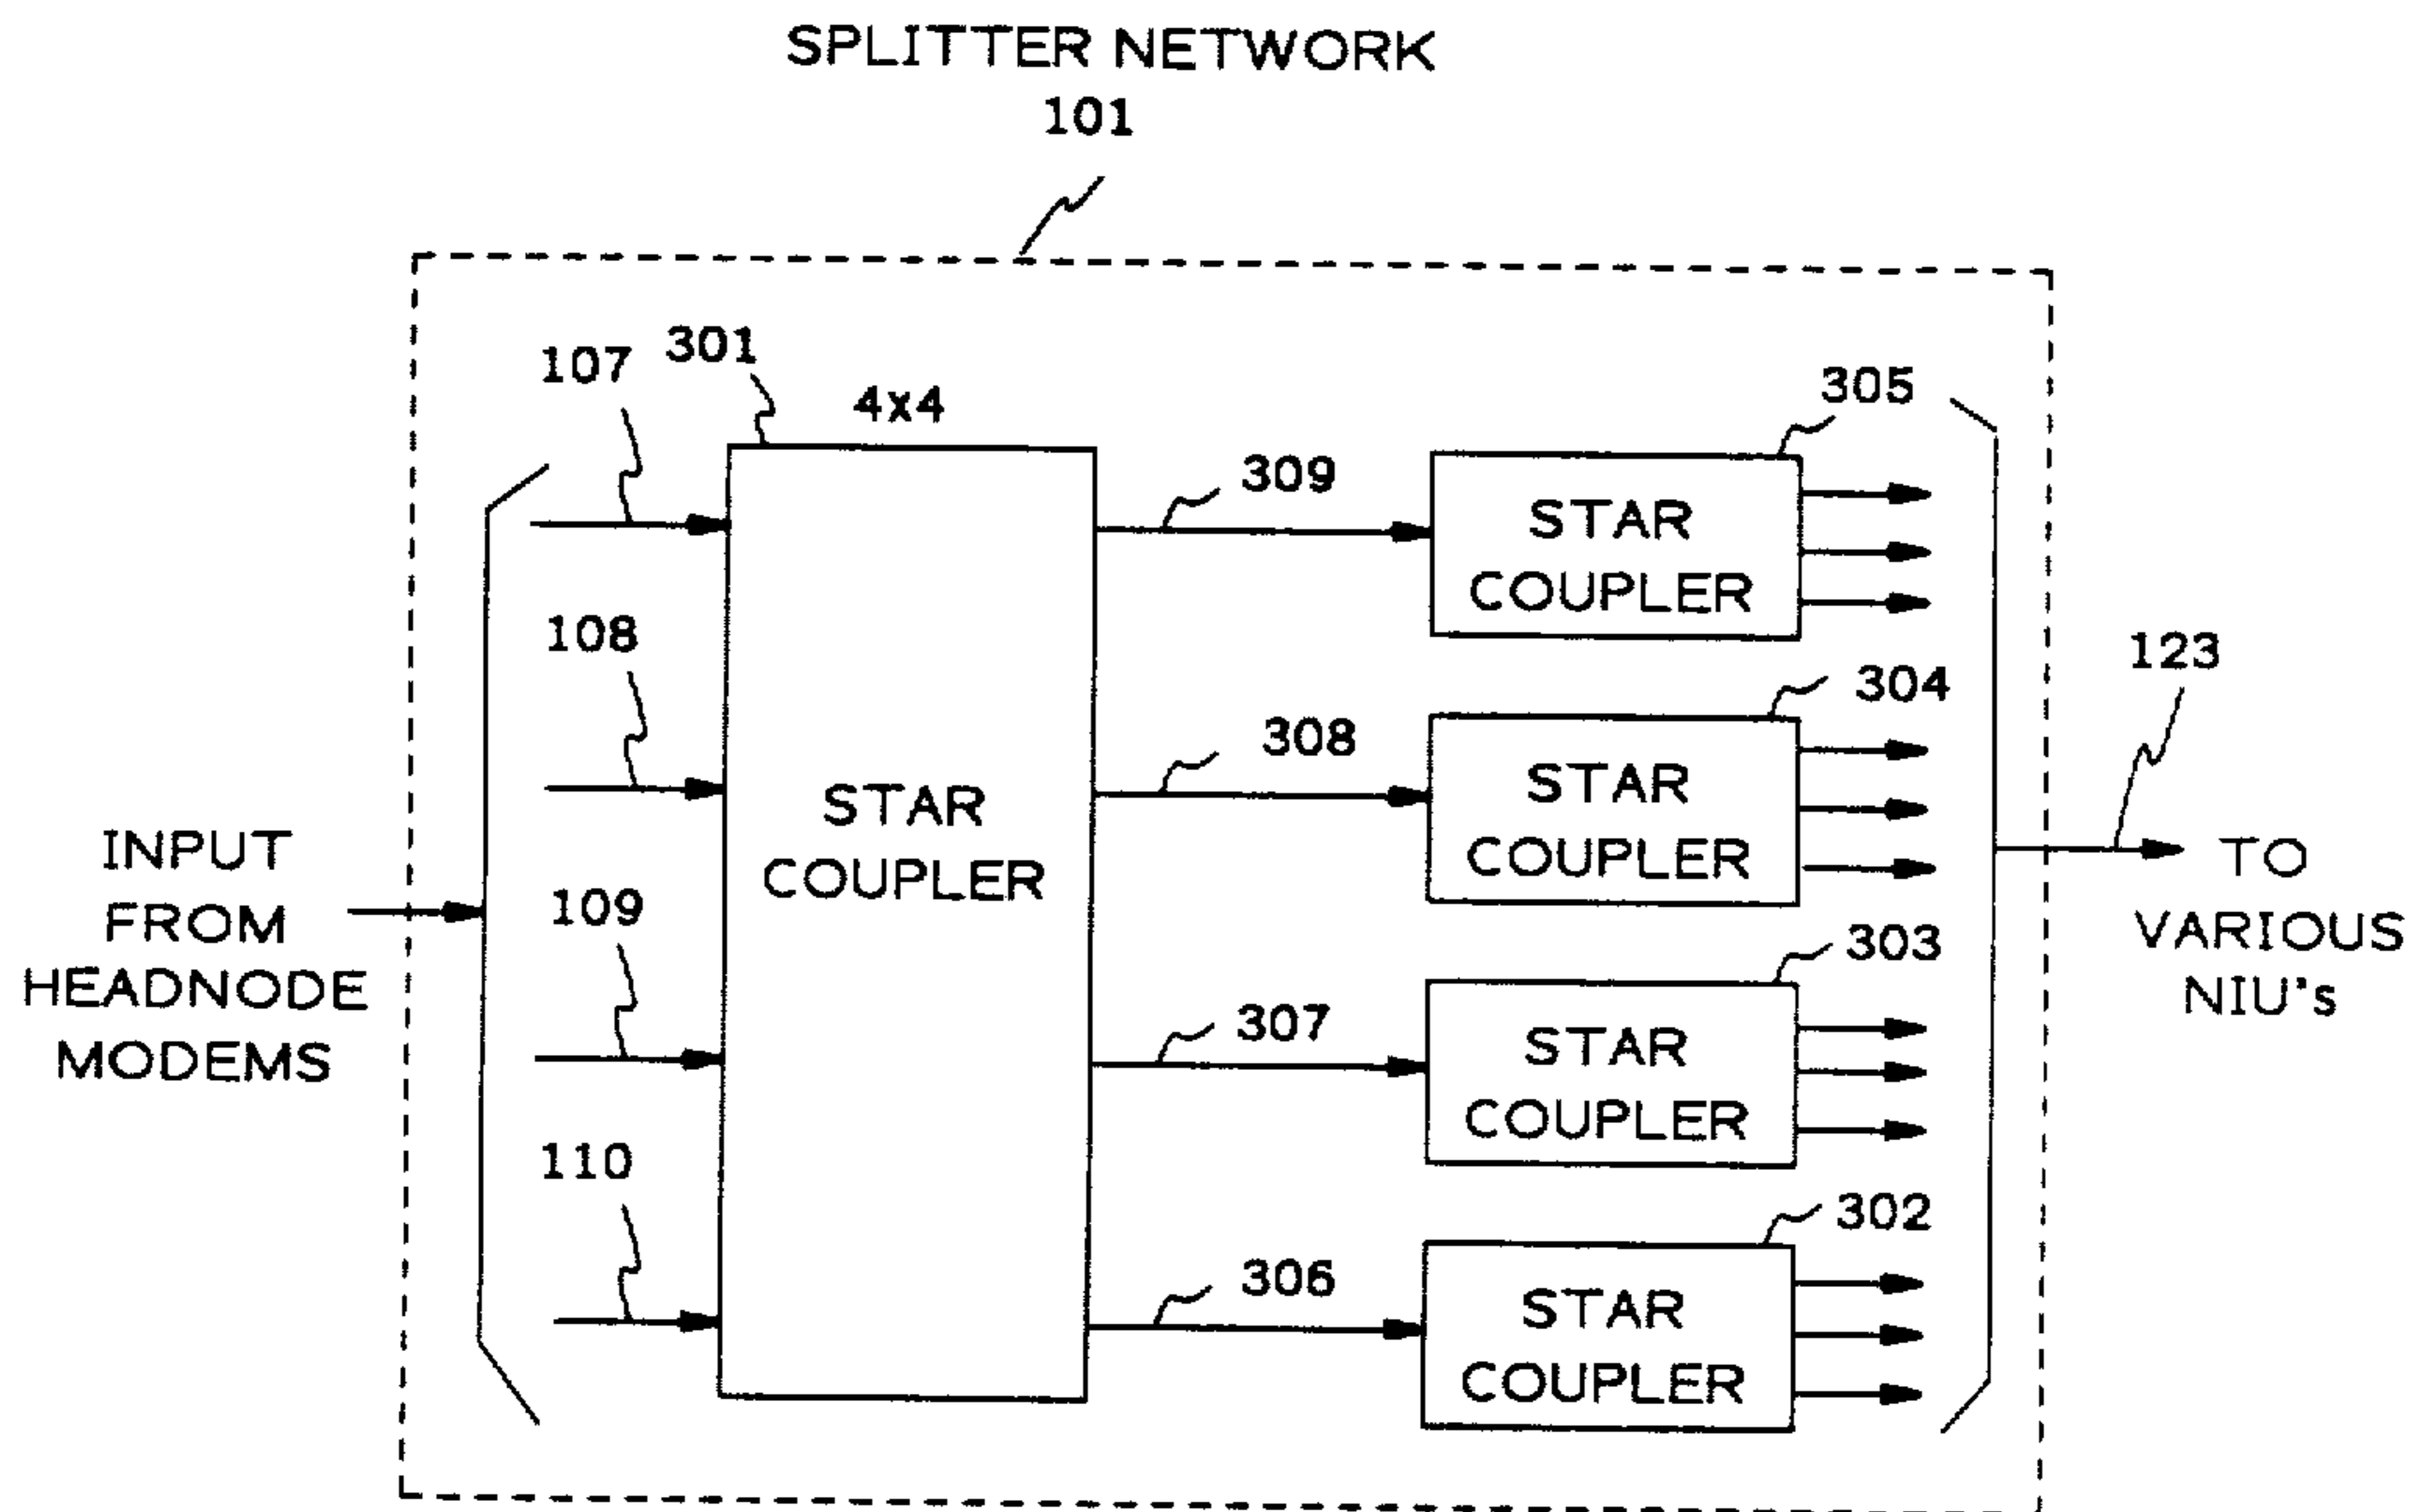 SPLITTER NETWORK
101
107
301
4x4
305
309
STAR
COUPLER
108
123
304
308
STAR
COUPLER
STAR
COUPLER
INPUT
FROM
HEADNODE
MODEMS
TO
VARIOUS
NIU's
109
303
307
STAR
COUPLER
110
302
306
STAR
COUPLER